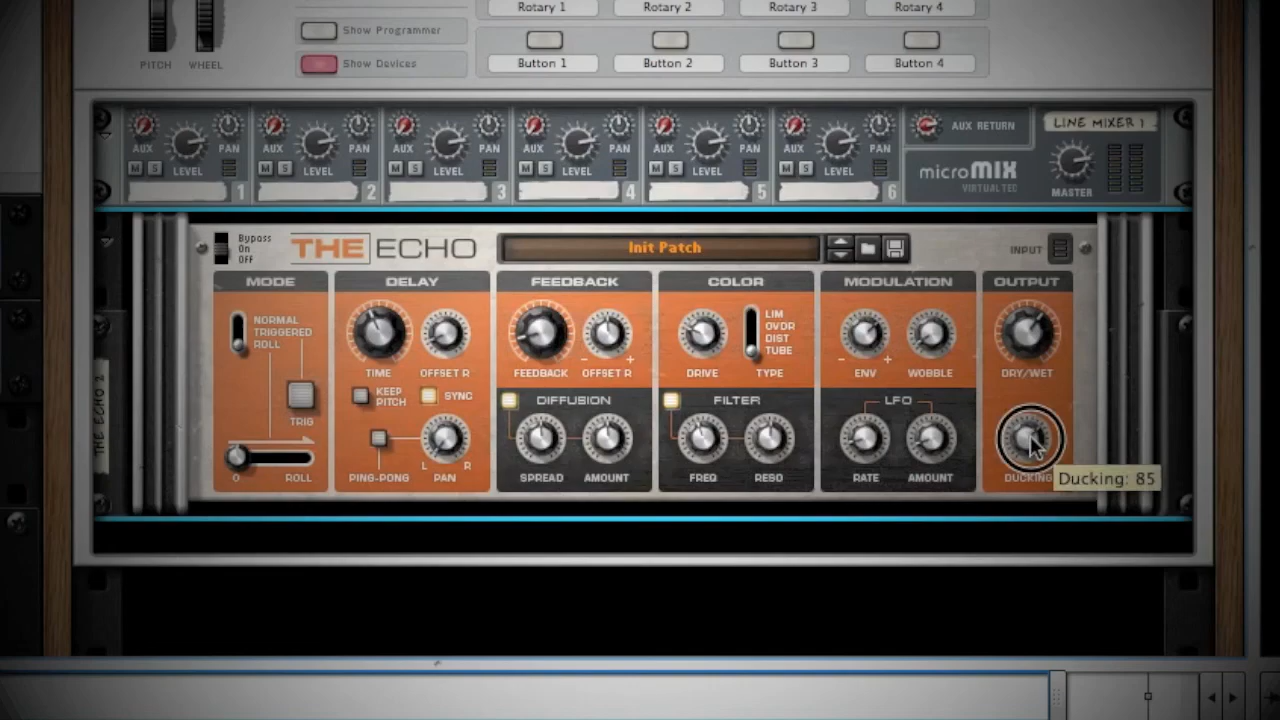 Rotary 1 Rotary 2 Rotary 3 Rotary 4
Show Programmer
PITCH WHEEL
Show Devices
Button 1 Button 2 Button 3 Button 4
AUX PAN AUX PAN AUX PAN AUX PAN AUX PAN AUX PAN AUX RETURN LINE MIXER 1
M S LEVEL M S LEVEL M S LEVEL M S LEVEL M S LEVEL M S LEVEL microMIX
1 2 3 4 5 6 VIRTUALTEC MASTER
Bypass
On
Off
THE ECHO
Init Patch
INPUT
MODE DELAY FEEDBACK COLOR MODULATION OUTPUT
NORMAL
TRIGGERED
ROLL
LIM
OVDR
DIST
TUBE
TIME OFFSET R FEEDBACK - OFFSET R + DRIVE TYPE - ENV + WOBBLE DRY/WET
KEEP PITCH SYNC DIFFUSION FILTER LFO
TRIG
L R
0 ROLL PING-PONG PAN SPREAD AMOUNT FREQ RESO RATE AMOUNT DUCKING
Ducking: 85
THE ECHO 2